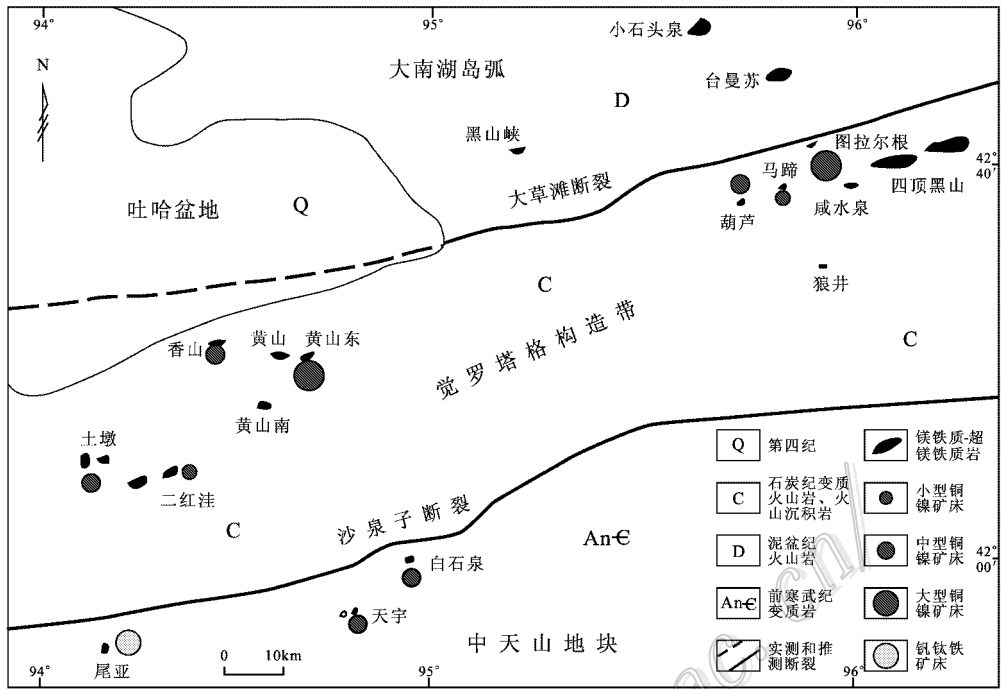 94°
95°
96°
小石头泉
N
大南湖岛弧
台曼苏
D
黑山峡
图拉尔根
42°
40′
马蹄
四顶黑山
大草滩断裂
吐哈盆地
Q
葫芦
咸水泉
C
狼井
觉罗塔格构造带
C
香山
黄山
黄山东
黄山南
土墩
二红洼
C
沙泉子断裂
An-Є
白石泉
天宇
中天山地块
尾亚
0 10km
94°
95°
96°
42°
00′
Q
第四纪
C
石炭纪变质
火山岩、火
山沉积岩
D
泥盆纪
火山岩
An-Є
前寒武纪
变质岩
实测和推
测断裂
镁铁质-超
镁铁质岩
小型铜
镍矿床
中型铜
镍矿床
大型铜
镍矿床
钒钛铁
矿床